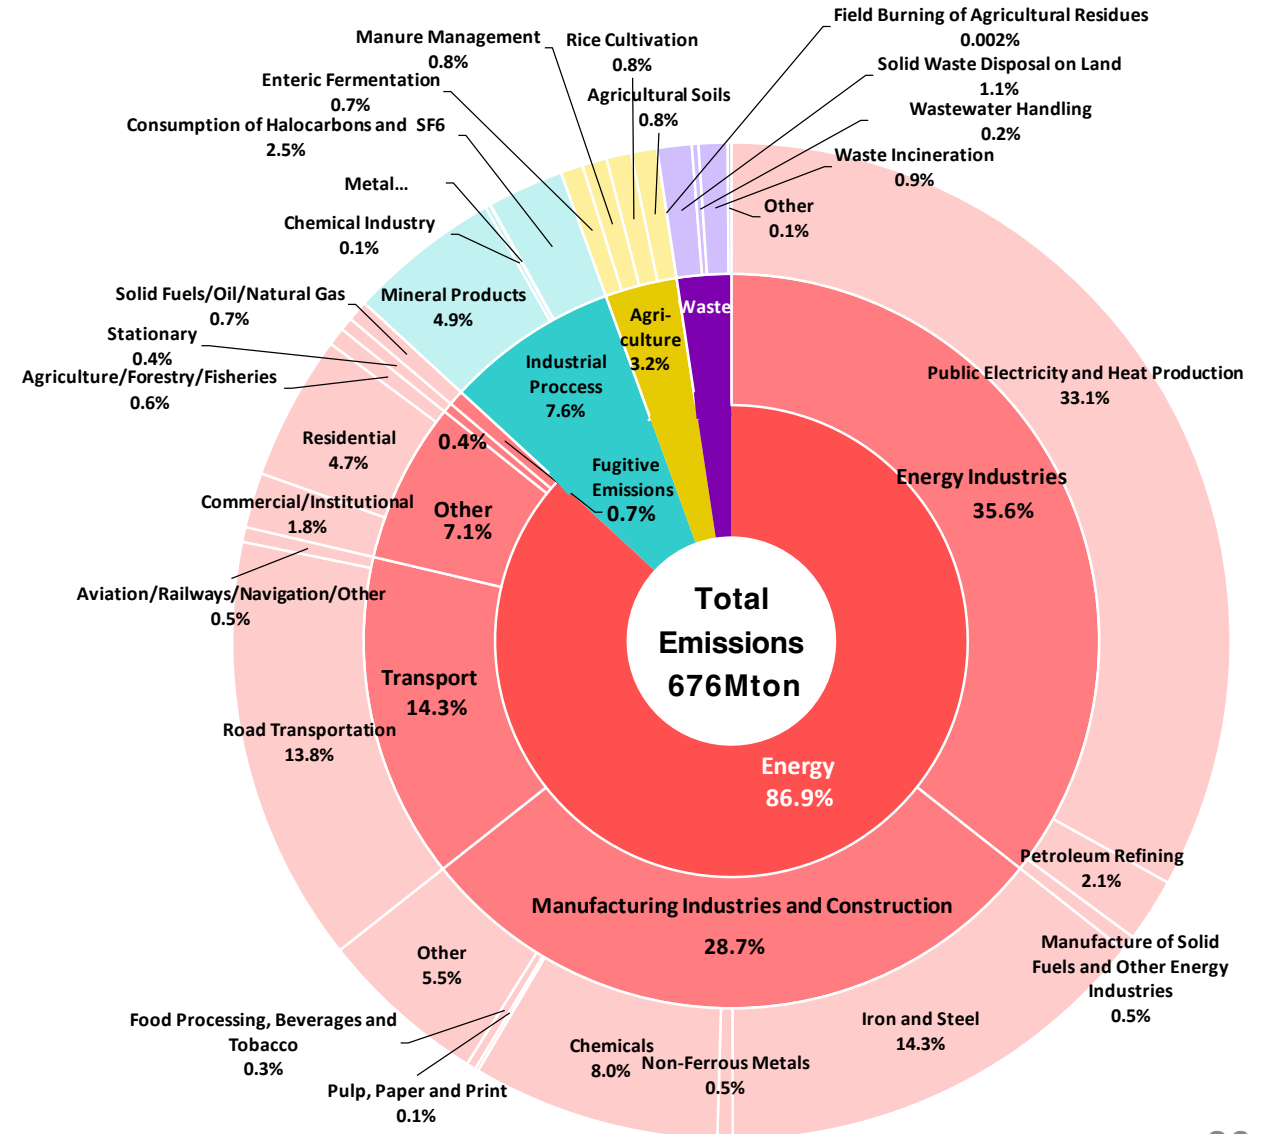 Field Burning of Agricultural Residues
0.002%
Manure Management
0.8%
Rice Cultivation
0.8%
Solid Waste Disposal on Land
1.1%
Enteric Fermentation
0.7%
Agricultural Soils
0.8%
Wastewater Handling
0.2%
Consumption of Halocarbons and SF6
2.5%
Waste Incineration
0.9%
Metal...
Other
0.1%
Chemical Industry
0.1%
Solid Fuels/Oil/Natural Gas
0.7%
Mineral Products
4.9%
Waste
Agri-
culture
3.2%
Stationary
0.4%
Industrial
Proccess
7.6%
Agriculture/Forestry/Fisheries
0.6%
Public Electricity and Heat Production
33.1%
Residential
4.7%
0.4%
Fugitive
Emissions
0.7%
Energy Industries
35.6%
Commercial/Institutional
1.8%
Other
7.1%
Aviation/Railways/Navigation/Other
0.5%
Total
Emissions
676Mton
Transport
14.3%
Road Transportation
13.8%
Energy
86.9%
Petroleum Refining
2.1%
Manufacturing Industries and Construction
28.7%
Other
5.5%
Manufacture of Solid
Fuels and Other Energy
Industries
0.5%
Food Processing, Beverages and
Tobacco
0.3%
Iron and Steel
14.3%
Chemicals
8.0%
Non-Ferrous Metals
0.5%
Pulp, Paper and Print
0.1%